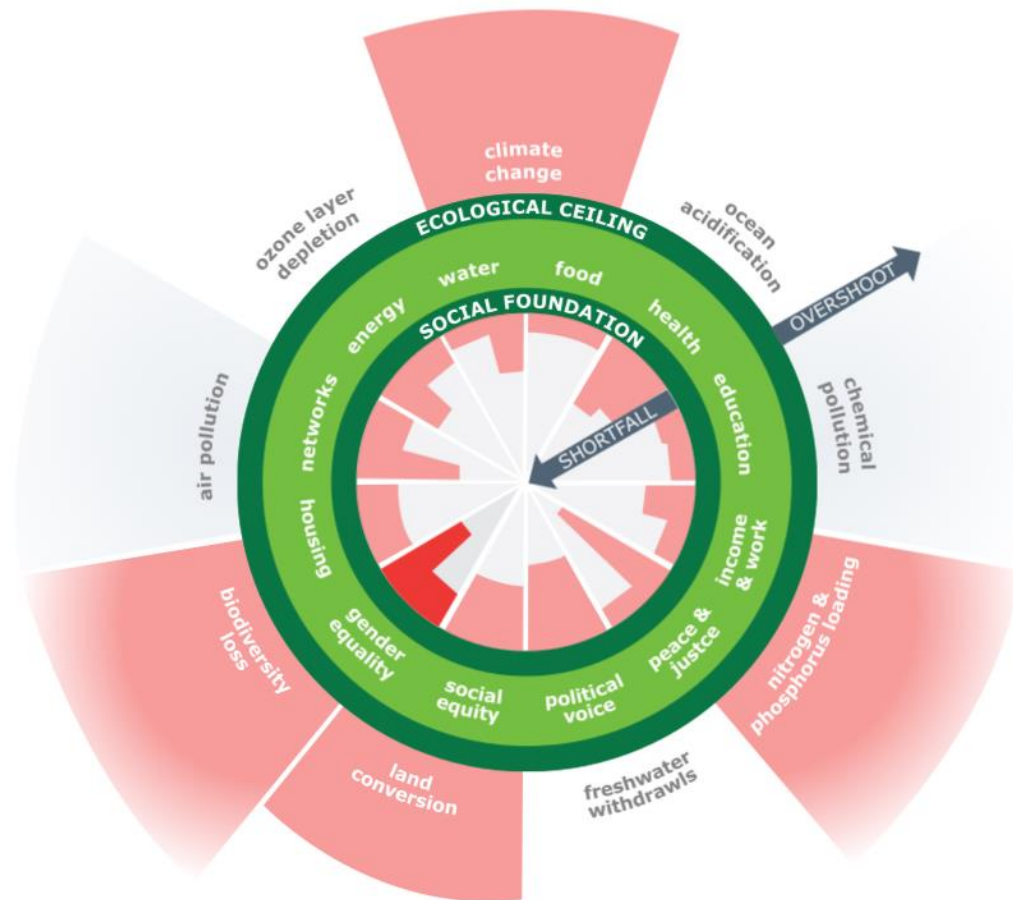 climate
change
ECOLOGICAL CEILING
ozone layer
depletion
ocean
acidification
OVERSHOOT
water
food
energy
health
SOCIAL FOUNDATION
networks
education
SHORTFALL
air pollution
chemical
pollution
housing
income
& work
gender
equality
peace &
justce
social
equity
political
voice
biodiversity
loss
nitrogen &
phosphorus loading
land
conversion
freshwater
withdrawls